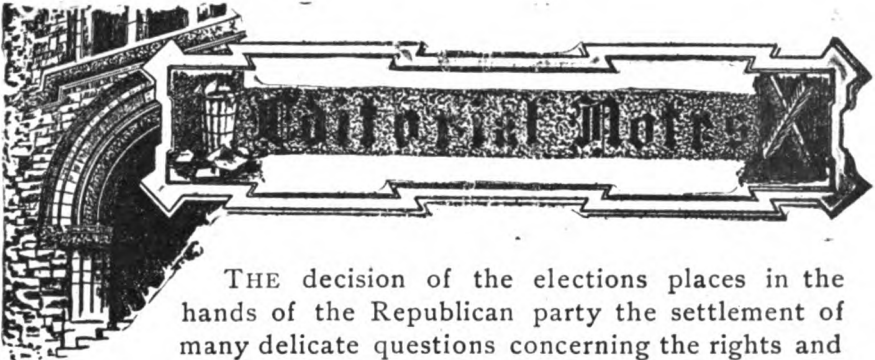 Editorial Notes
THE decision of the elections places in the
hands of the Republican party the settlement of
many delicate questions concerning the rights and